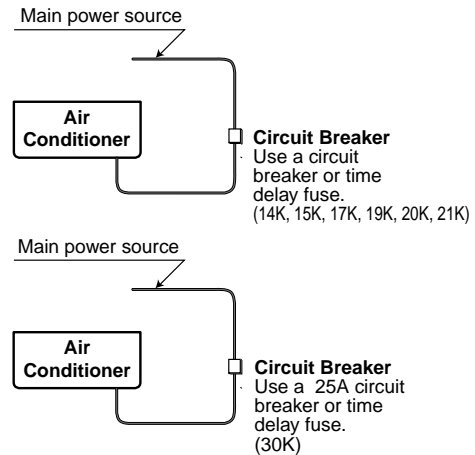 Main power source
Air
Conditioner
Circuit Breaker
Use a circuit
breaker or time
delay fuse.
(14K, 15K, 17K, 19K, 20K, 21K)
Main power source
Air
Conditioner
Circuit Breaker
Use a 25A circuit
breaker or time
delay fuse.
(30K)